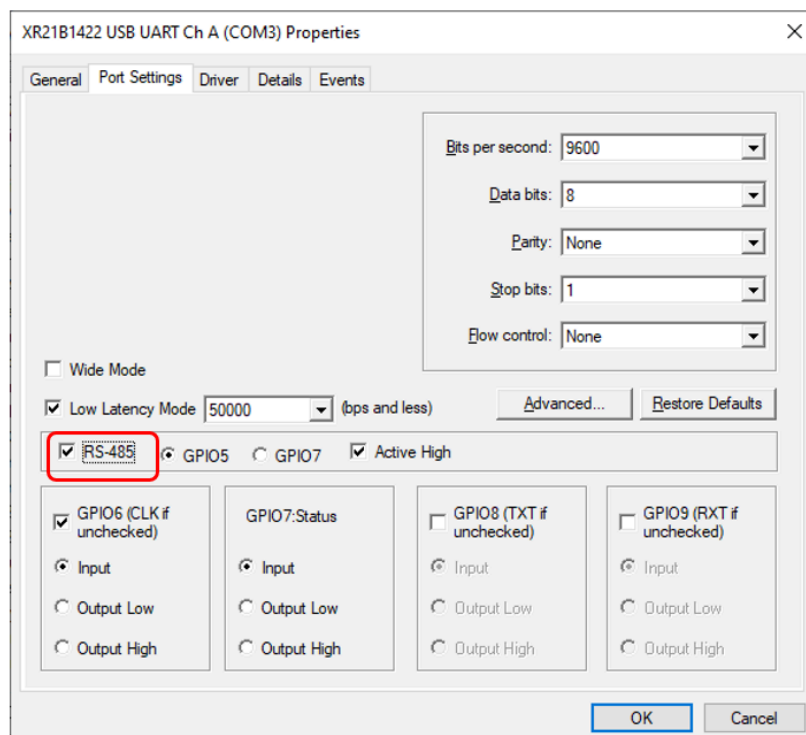 XR21B1422 USB UART Ch A (COM3) Properties
General Port Settings Driver Details Events
Bits per second: 9600
Data bits: 8
Parity: None
Stop bits: 1
Flow control: None
Wide Mode
Low Latency Mode 50000 (bps and less) Advanced... Restore Defaults
RS-485 GPIO5 GPIO7 Active High
GPIO6 (CLK if
unchecked)
Input
Output Low
Output High
GPIO7:Status
Input
Output Low
Output High
GPIO8 (TXT if
unchecked)
Input
Output Low
Output High
GPIO9 (RXT if
unchecked)
Input
Output Low
Output High
OK Cancel